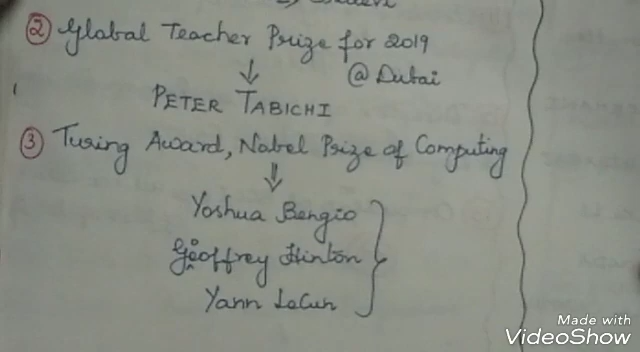 ② Global Teacher Prize for 2019
↓ @ Dubai
PETER TABICHI
③ Turing Award, Nobel Prize of Computing
⇓
Yoshua Bengio
Geoffrey Hinton
Yann LeCun
Made with
VideoShow